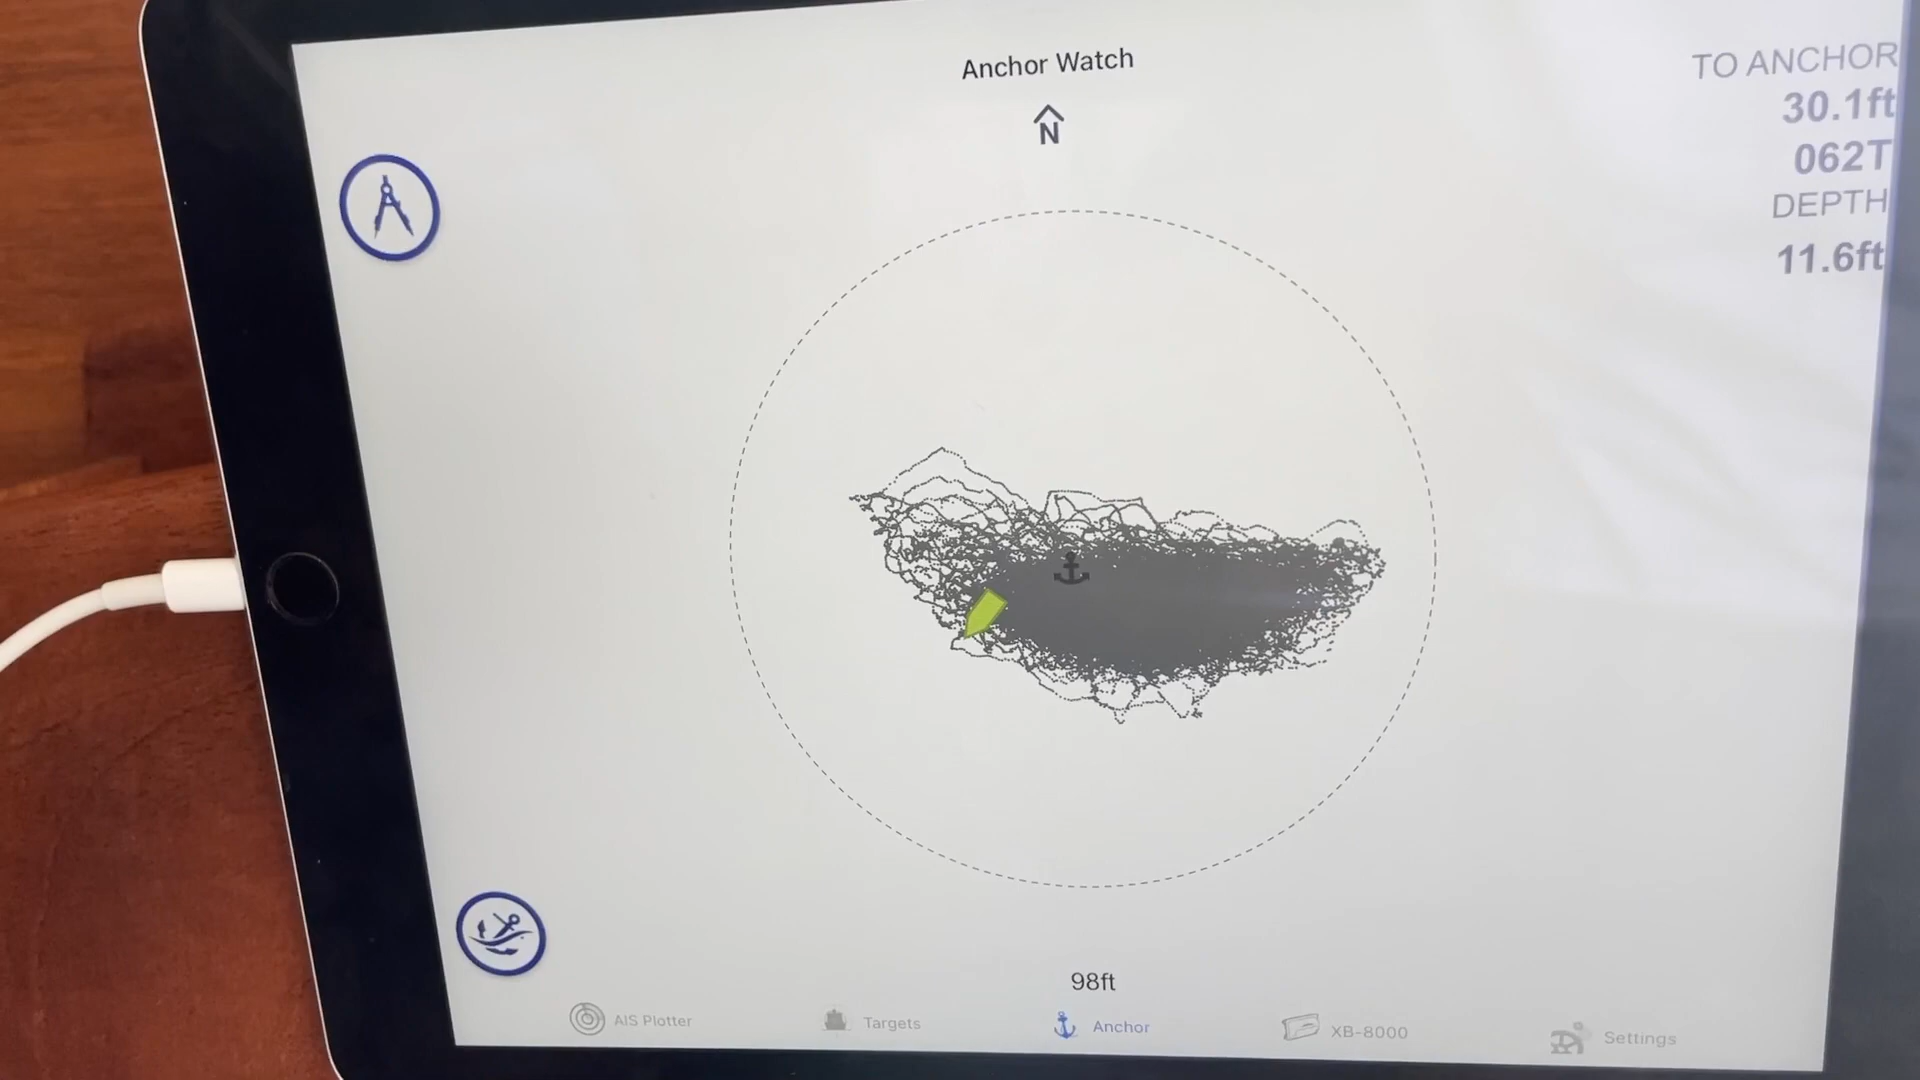 Anchor Watch
N
TO ANCHOR
30.1ft
062T
DEPTH
11.6ft
98ft
AIS Plotter
Targets
Anchor
XB-8000
Settings